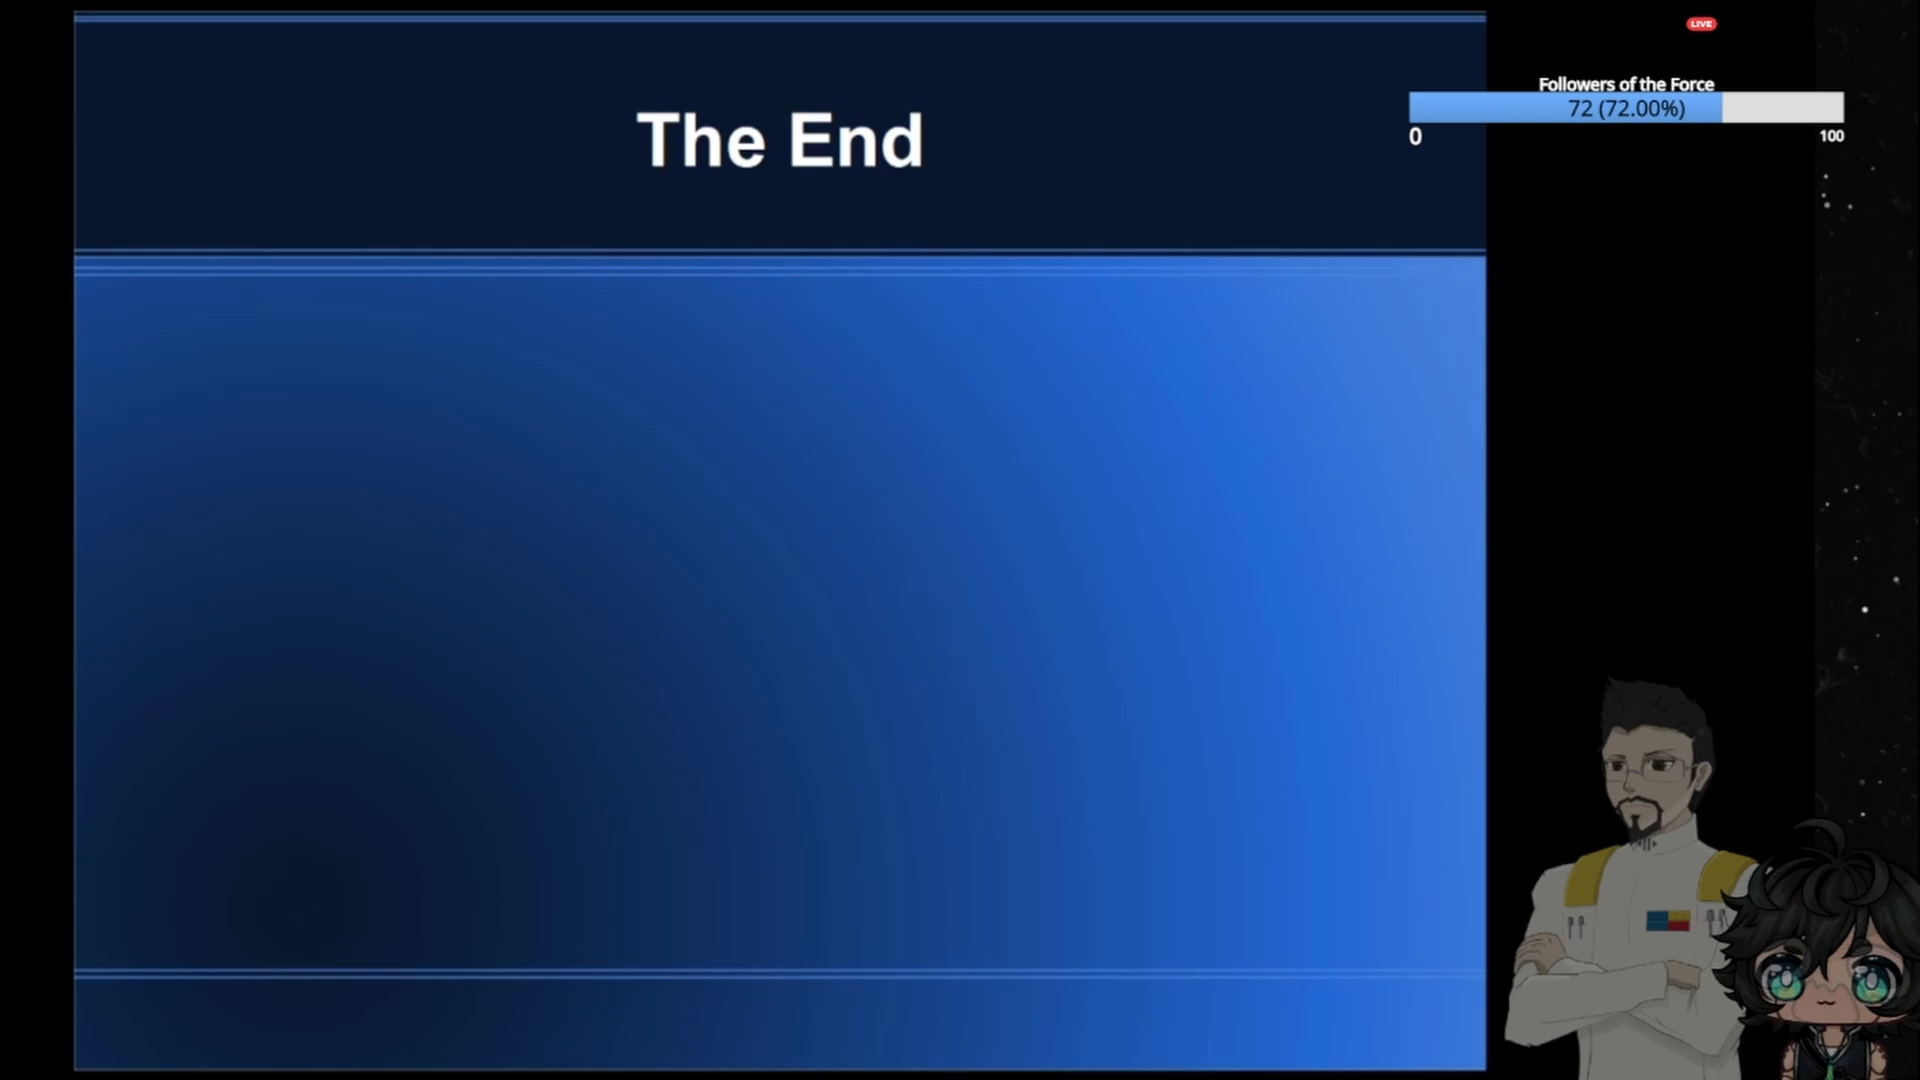 LIVE
The End
Followers of the Force
72 (72.00%)
0
100